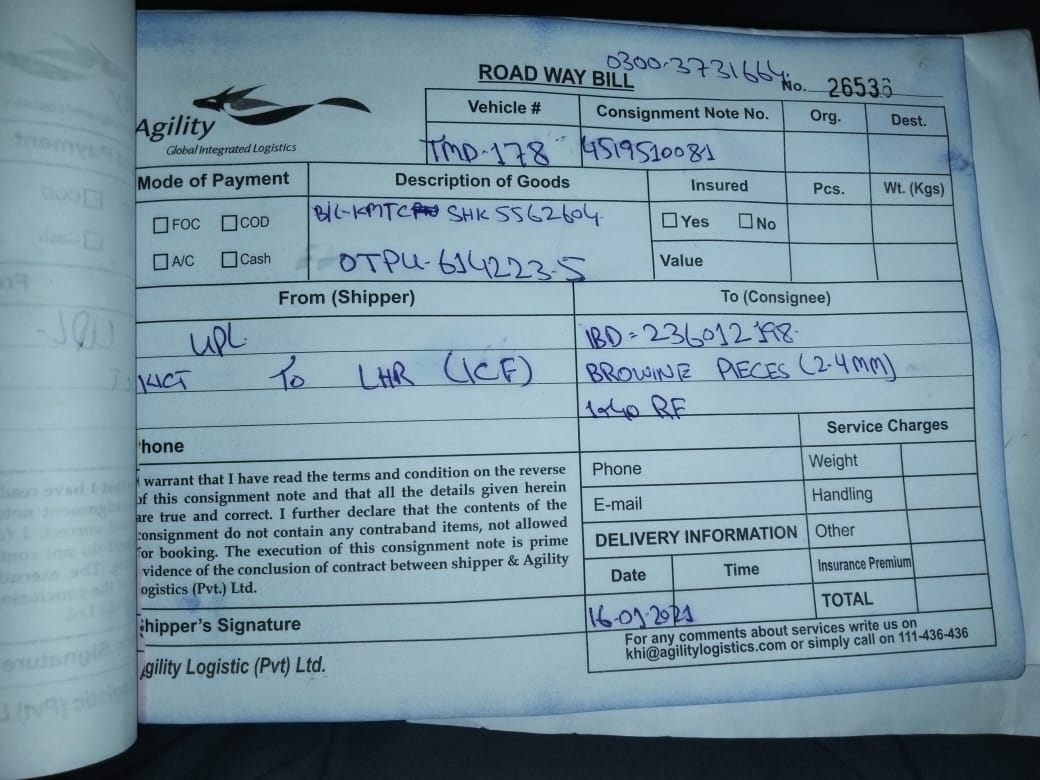 0300-3731664
ROAD WAY BILL
No. 26536
Agility
Global Integrated Logistics
Vehicle # Consignment Note No. Org. Dest.
TMD-178 4519510081
Mode of Payment Description of Goods Insured Pcs. Wt. (Kgs)
FOC COD
B/L-KMTC SHK5562604
Yes No
A/C Cash
OTPU-614223-5
Value
From (Shipper) To (Consignee)
UPL
IBD=236012198
KICT To LHR (ICF)
BROWINE PIECES (2-4MM)
1x40 RF
Service Charges
hone
Phone
Weight
E-mail
Handling
warrant that I have read the terms and condition on the reverse
of this consignment note and that all the details given herein
are true and correct. I further declare that the contents of the
consignment do not contain any contraband items, not allowed
for booking. The execution of this consignment note is prime
vidence of the conclusion of contract between shipper & Agility
ogistics (Pvt.) Ltd.
DELIVERY INFORMATION
Other
Date Time
Insurance Premium
TOTAL
16-01-2021
Shipper's Signature
For any comments about services write us on
khi@agilitylogistics.com or simply call on 111-436-436
Agility Logistic (Pvt) Ltd.